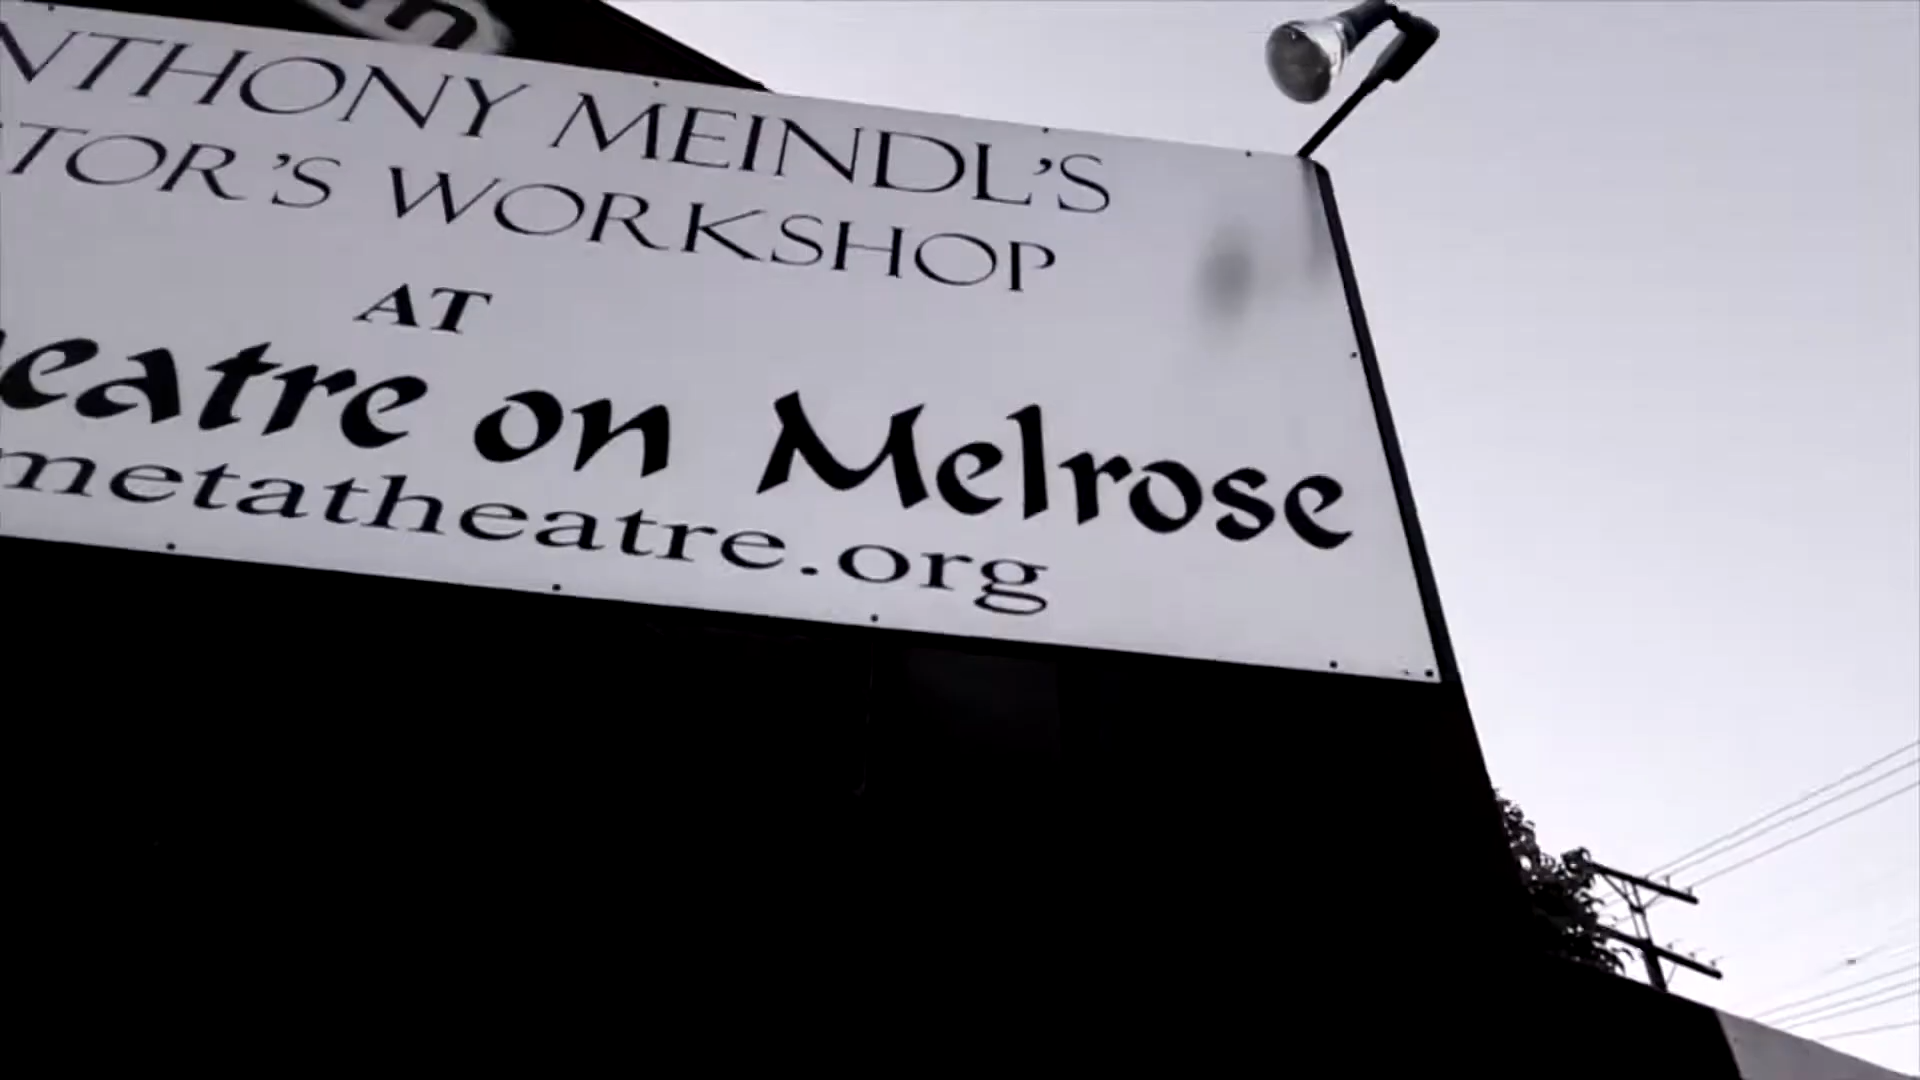 NTHONY MEINDL'S
TOR'S WORKSHOP
AT
eatre on Melrose
metatheatre.org